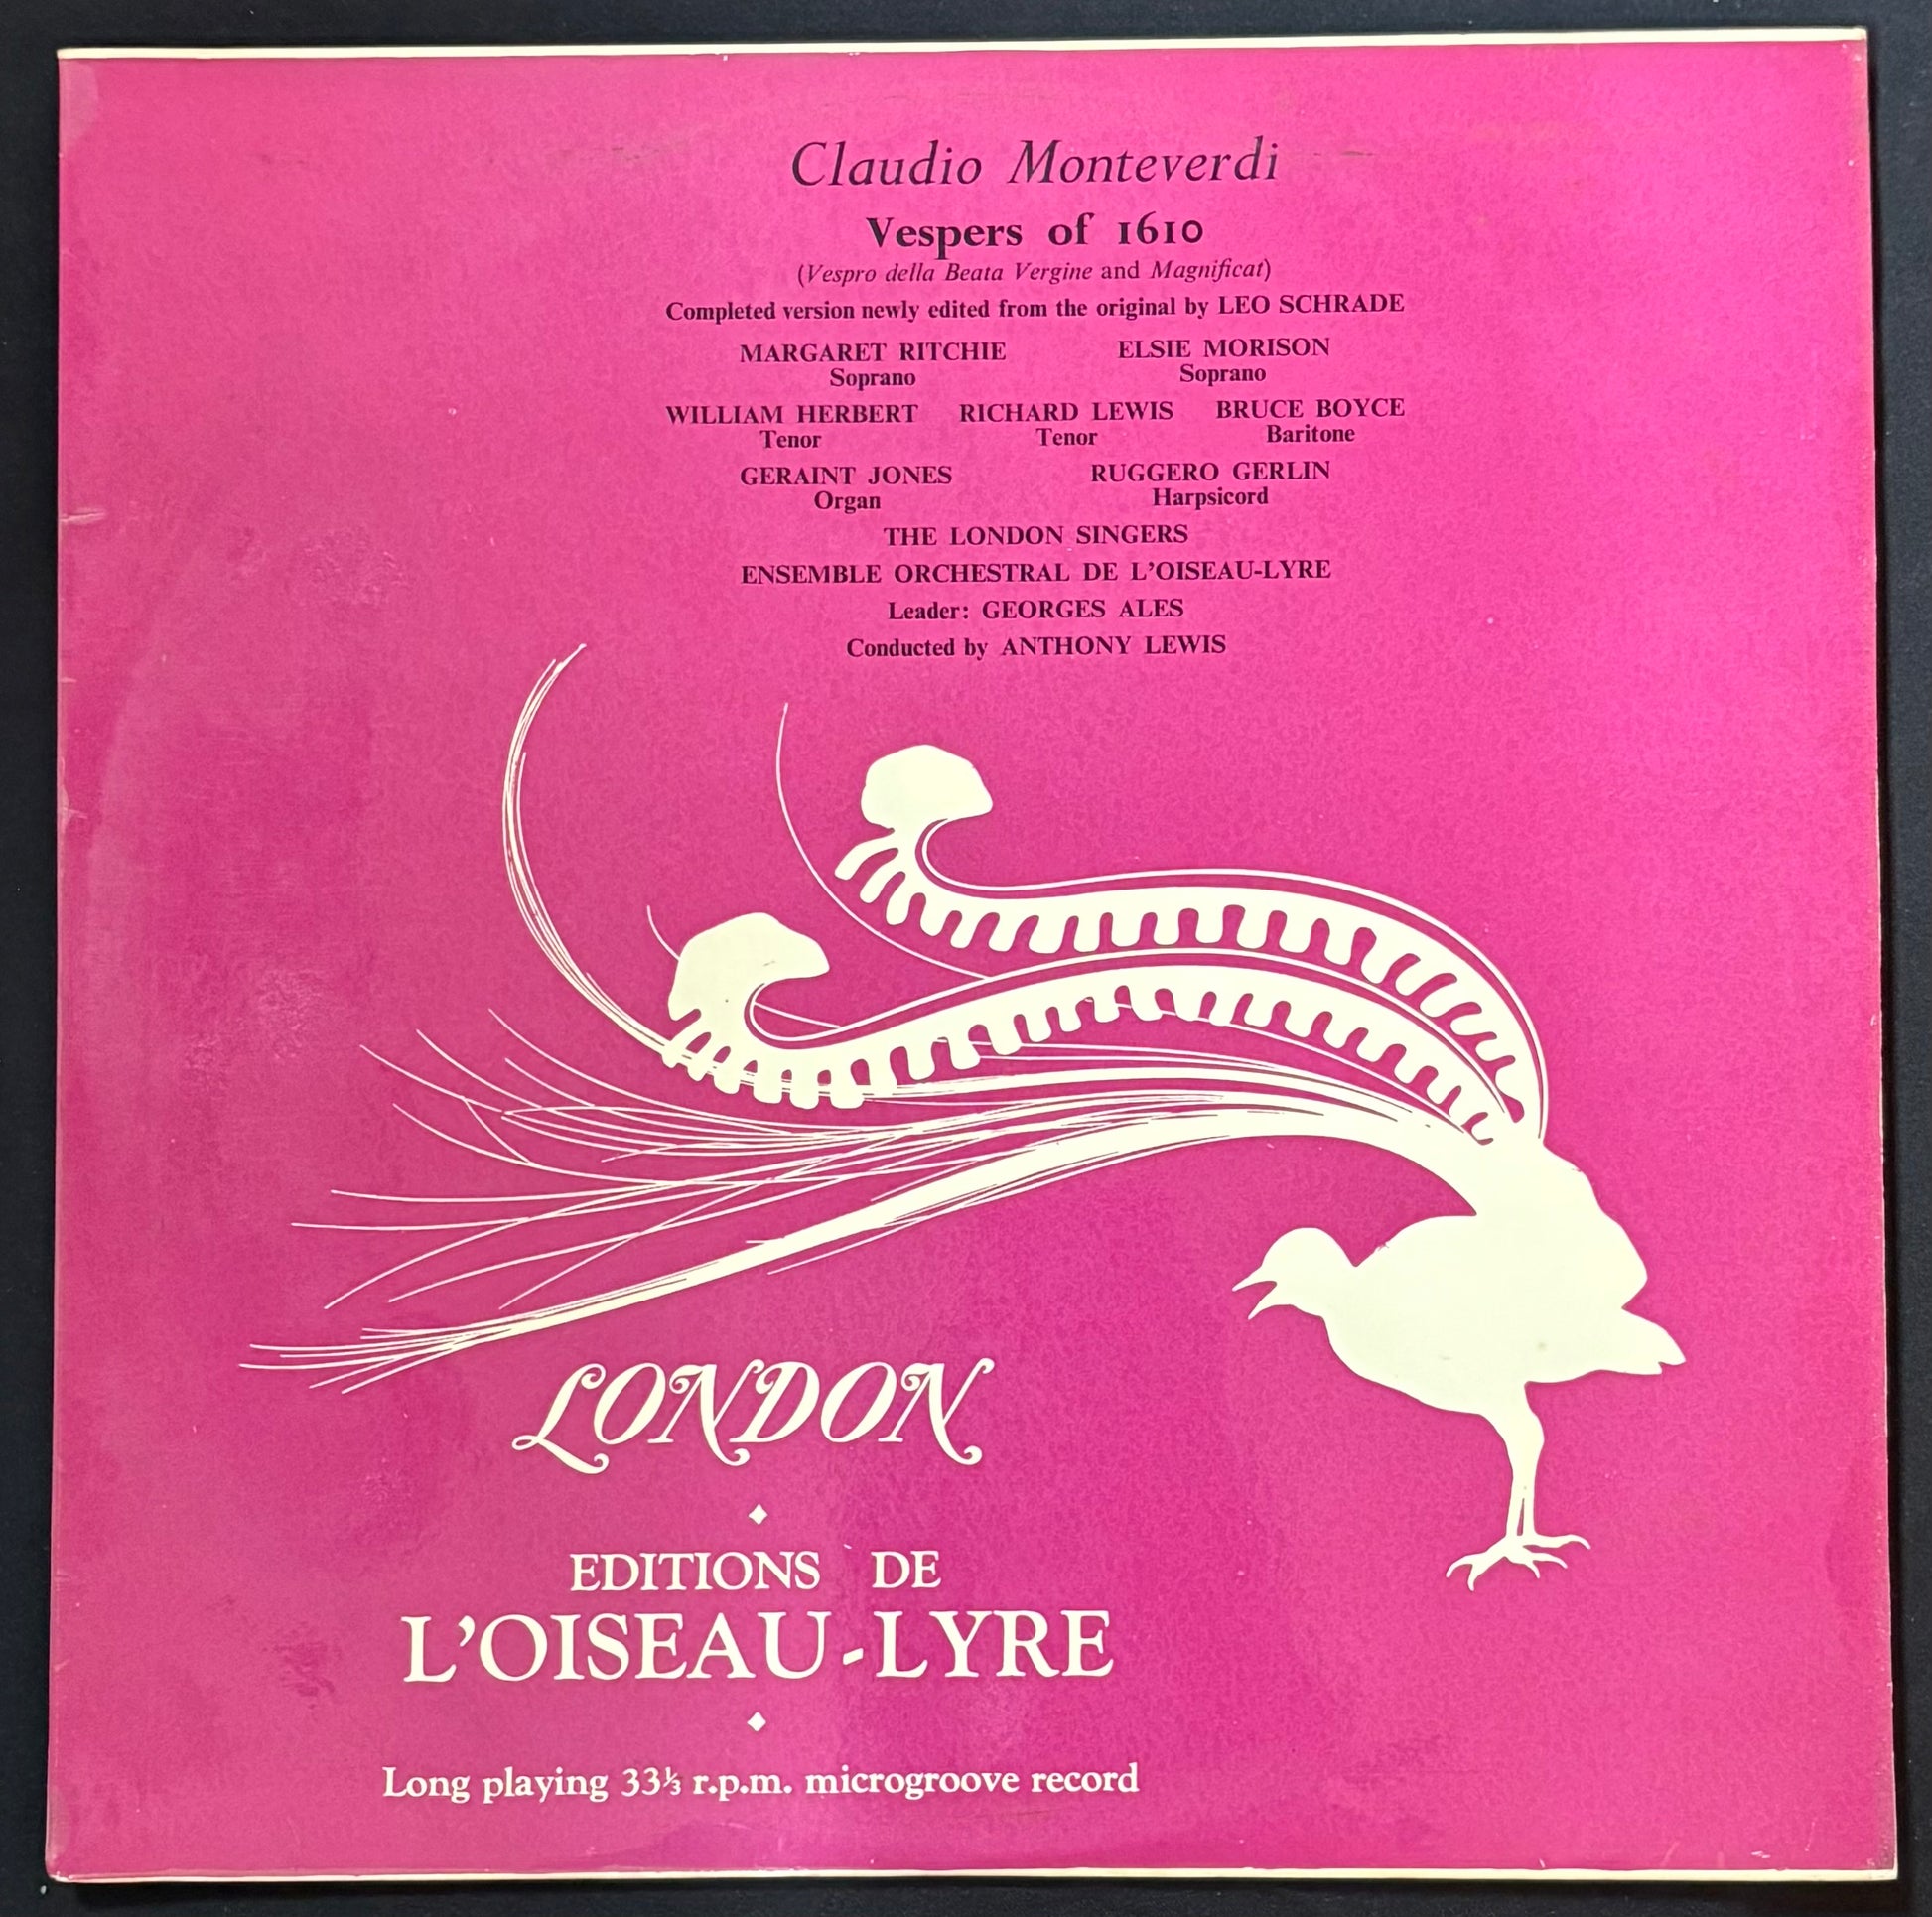 Claudio Monteverdi
Vespers of 1610
(Vespro della Beata Vergine and Magnificat)
Completed version newly edited from the original by LEO SCHRADE
MARGARET RITCHIE ELSIE MORISON
Soprano Soprano
WILLIAM HERBERT RICHARD LEWIS BRUCE BOYCE
Tenor Tenor Baritone
GERAINT JONES RUGGERO GERLIN
Organ Harpsicord
THE LONDON SINGERS
ENSEMBLE ORCHESTRAL DE L'OISEAU-LYRE
Leader: GEORGES ALES
Conducted by ANTHONY LEWIS
LONDON
EDITIONS DE
L'OISEAU-LYRE
Long playing 33⅓ r.p.m. microgroove record